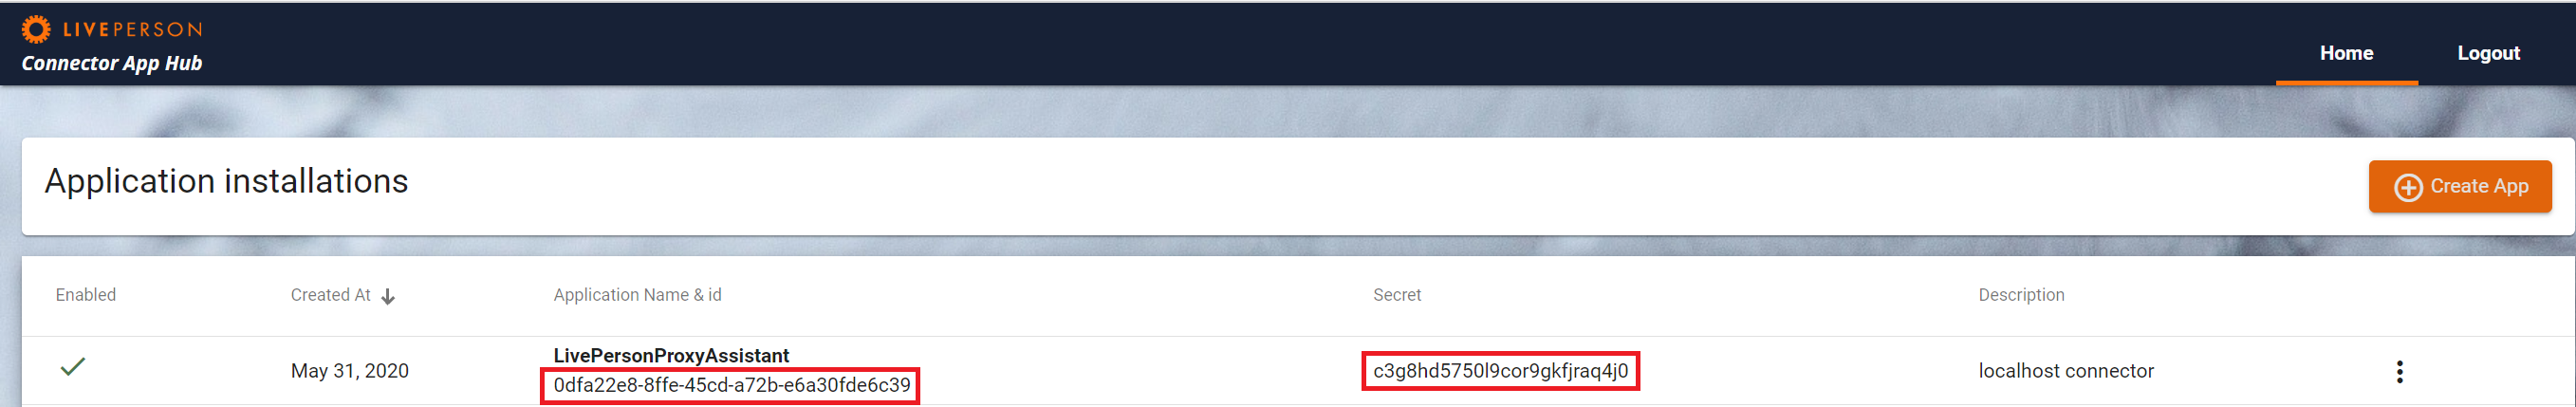 LIVEPERSON
Connector App Hub
Home
Logout
Application installations
Create App
Enabled
Created At
Application Name & id
Secret
Description
May 31, 2020
LivePersonProxyAssistant
0dfa22e8-8ffe-45cd-a72b-e6a30fde6c39
c3g8hd5750l9cor9gkfjraq4j0
localhost connector